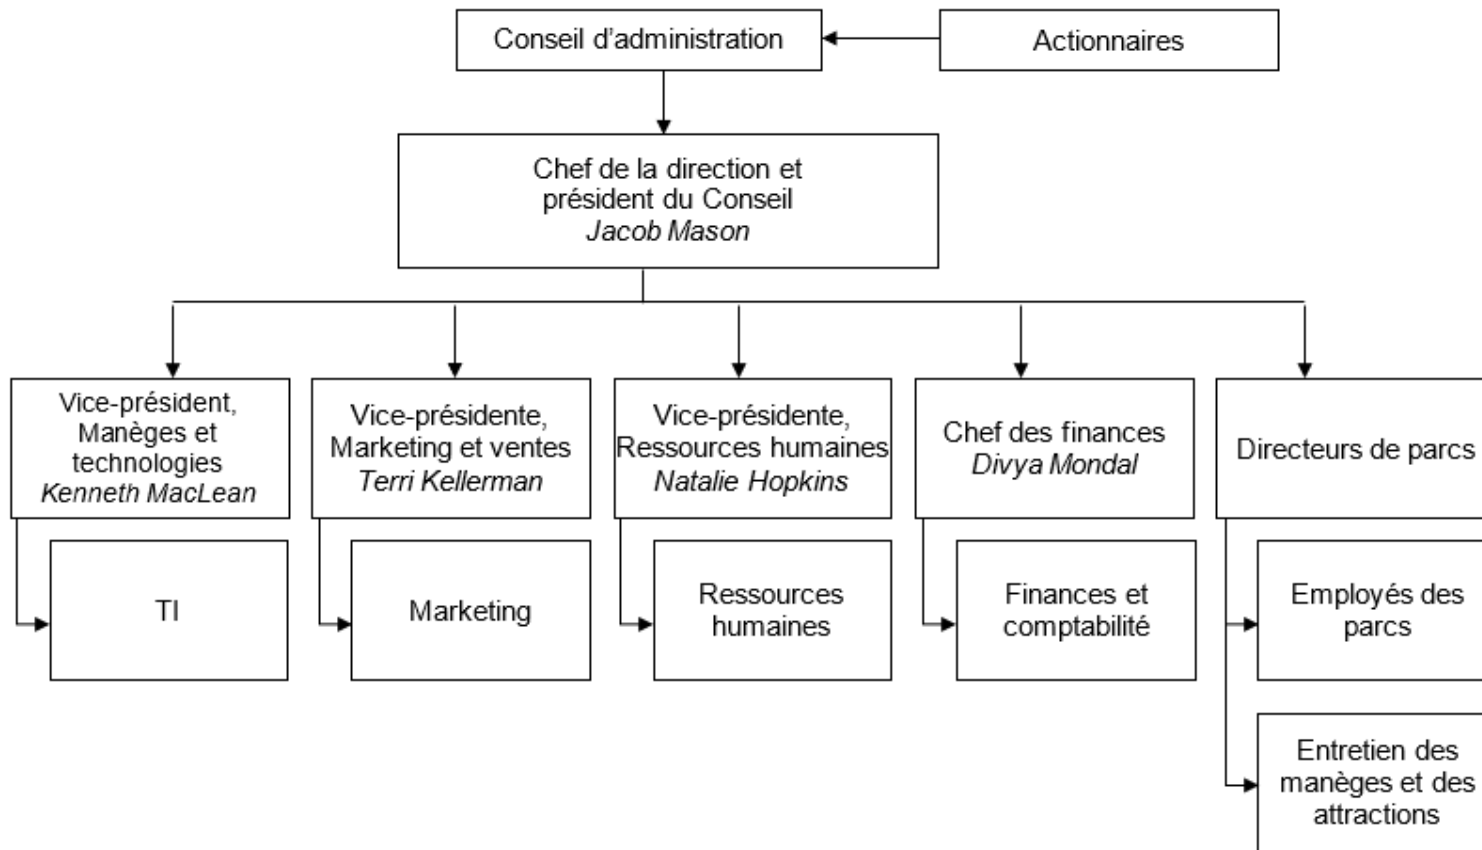 Conseil d’administration
Actionnaires
Chef de la direction et
président du Conseil
Jacob Mason
Vice-président,
Manèges et
technologies
Kenneth MacLean
Vice-présidente,
Marketing et ventes
Terri Kellerman
Vice-présidente,
Ressources humaines
Natalie Hopkins
Chef des finances
Divya Mondal
Directeurs de parcs
TI
Marketing
Ressources
humaines
Finances et
comptabilité
Employés des
parcs
Entretien des
manèges et des
attractions